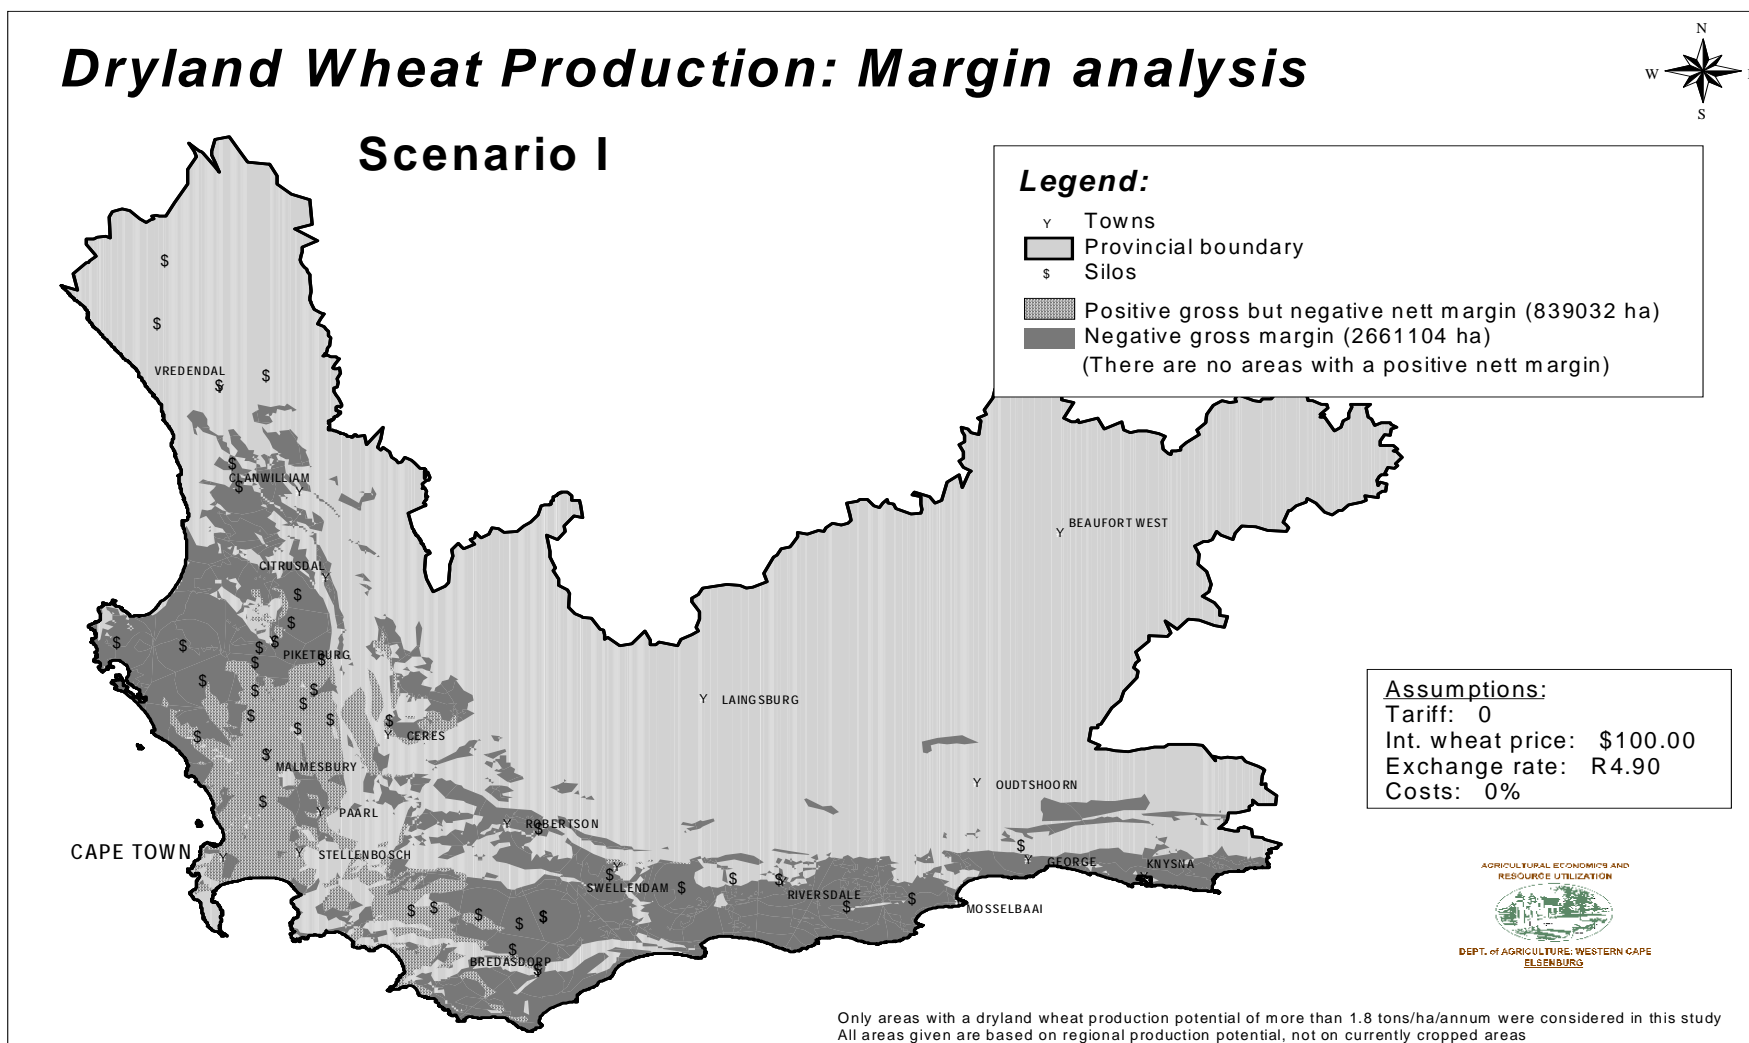 Dryland Wheat Production: Margin analysis
Scenario I
N
W
S
Legend:
Y Towns
Provincial boundary
$ Silos
Positive gross but negative nett margin (839032 ha)
Negative gross margin (2661104 ha)
(There are no areas with a positive nett margin)
VREDENDAL
CLANWILLIAM
BEAUFORT WEST
CITRUSDAL
PIKETBURG
LAINGSBURG
CERES
MALMESBURY
OUDTSHOORN
PAARL
ROBERTSON
CAPE TOWN
STELLENBOSCH
GEORGE
KNYSNA
SWELLENDAM
RIVERSDALE
MOSSELBAAI
BREDASDORP
Assumptions:
Tariff: 0
Int. wheat price: $100.00
Exchange rate: R4.90
Costs: 0%
AGRICULTURAL ECONOMICS AND
RESOURCE UTILIZATION
DEPT. of AGRICULTURE: WESTERN CAPE
ELSENBURG
Only areas with a dryland wheat production potential of more than 1.8 tons/ha/annum were considered in this study
All areas given are based on regional production potential, not on currently cropped areas